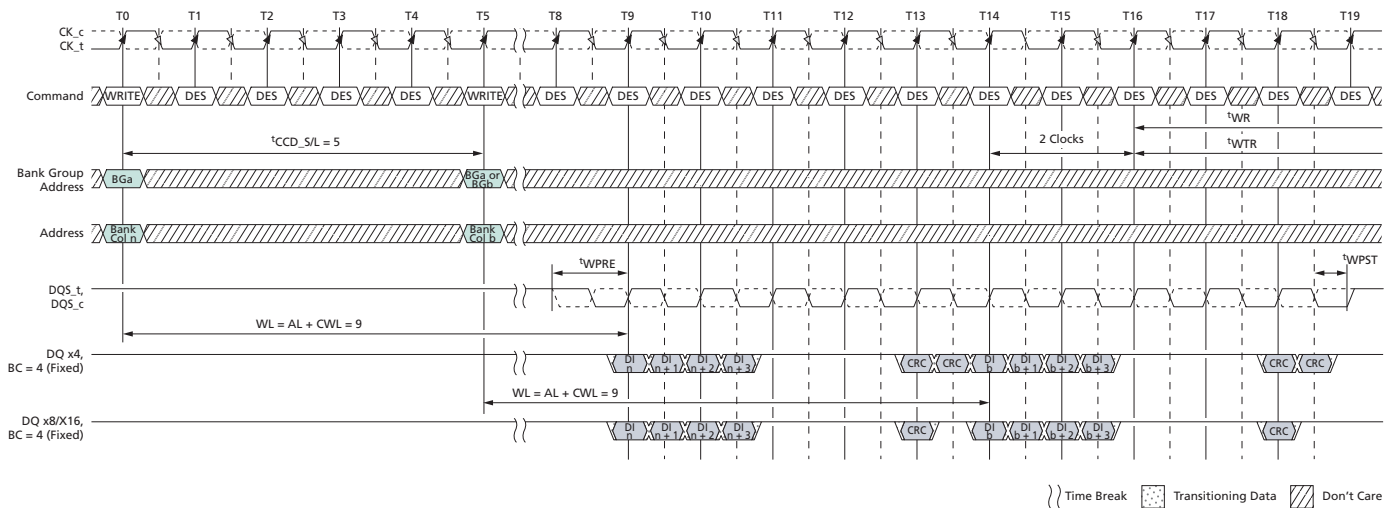 T0 T1 T2 T3 T4 T5 T8 T9 T10 T11 T12 T13 T14 T15 T16 T17 T18 T19
CK_c
CK_t
Command WRITE DES DES DES DES WRITE DES DES DES DES DES DES DES DES DES DES DES DES
tWR
tCCD_S/L = 5 2 Clocks tWTR
Bank Group
Address
BGa BGa or
BGb
Address Bank
Col n
Bank
Col b
tWPRE tWPST
DQS_t,
DQS_c
WL = AL + CWL = 9
DQ x4,
BC = 4 (Fixed)
DI
n
DI
n + 1
DI
n + 2
DI
n + 3
CRC CRC
DI
b
DI
b + 1
DI
b + 2
DI
b + 3
CRC CRC
WL = AL + CWL = 9
DQ x8/X16,
BC = 4 (Fixed)
DI
n
DI
n + 1
DI
n + 2
DI
n + 3
CRC
DI
b
DI
b + 1
DI
b + 2
DI
b + 3
CRC
Time Break Transitioning Data Don't Care